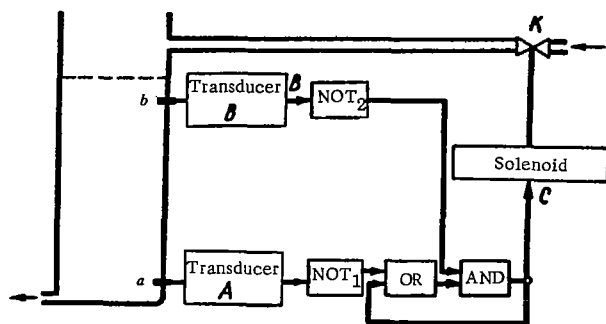 K
b
Transducer
B
B
NOT2
Solenoid
C
a
Transducer
A
NOT1
OR
AND